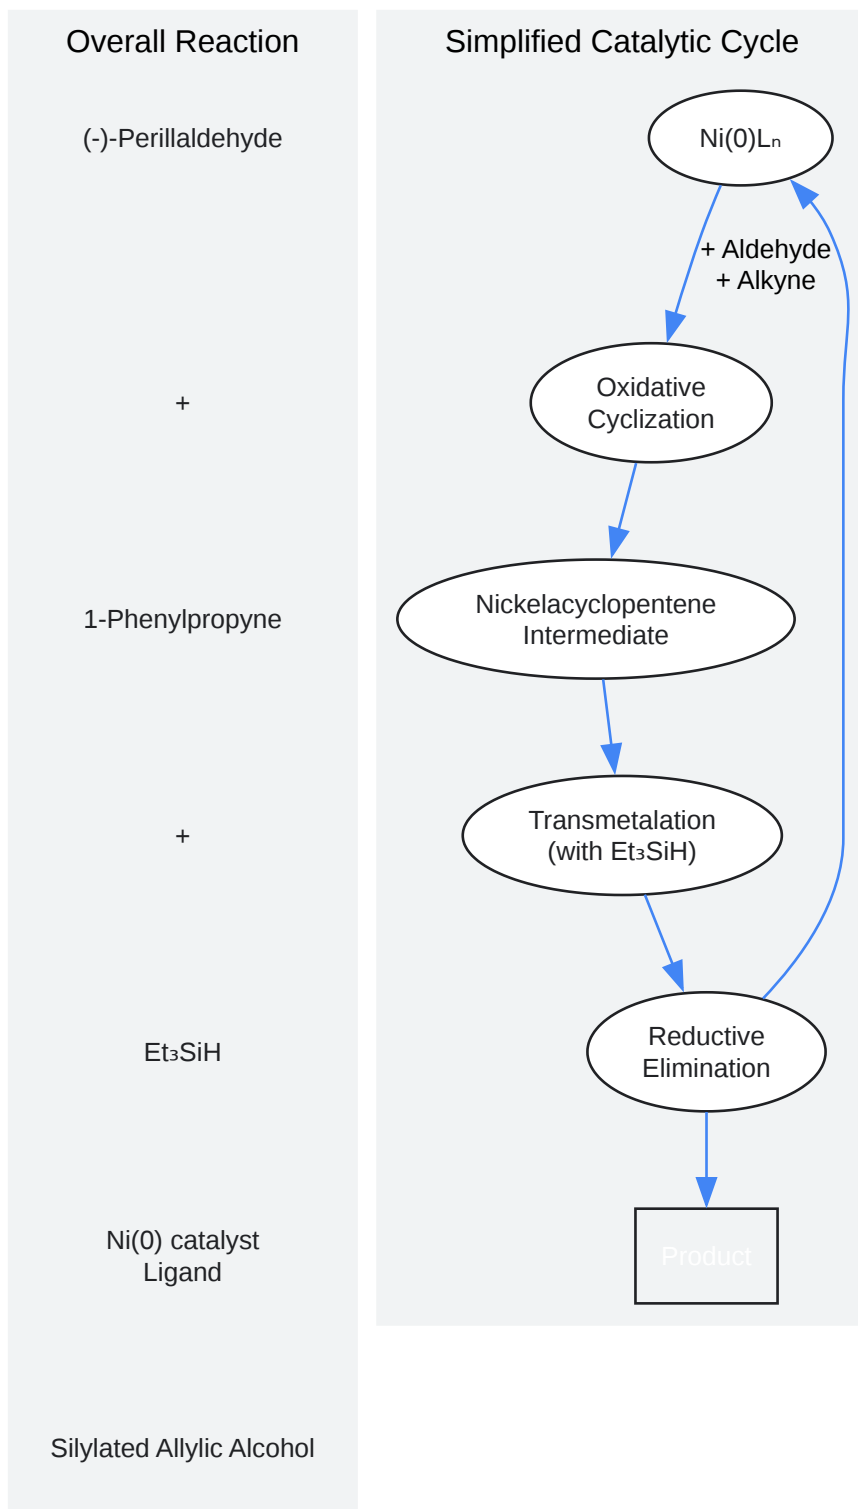 Overall Reaction
(-)-Perillaldehyde
+
1-Phenylpropyne
+
Et₃SiH
Ni(0) catalyst
Ligand
Silylated Allylic Alcohol
Simplified Catalytic Cycle
Ni(0)Lₙ
+ Aldehyde
+ Alkyne
Oxidative
Cyclization
Nickelacyclopentene
Intermediate
Transmetalation
(with Et₃SiH)
Reductive
Elimination
Product